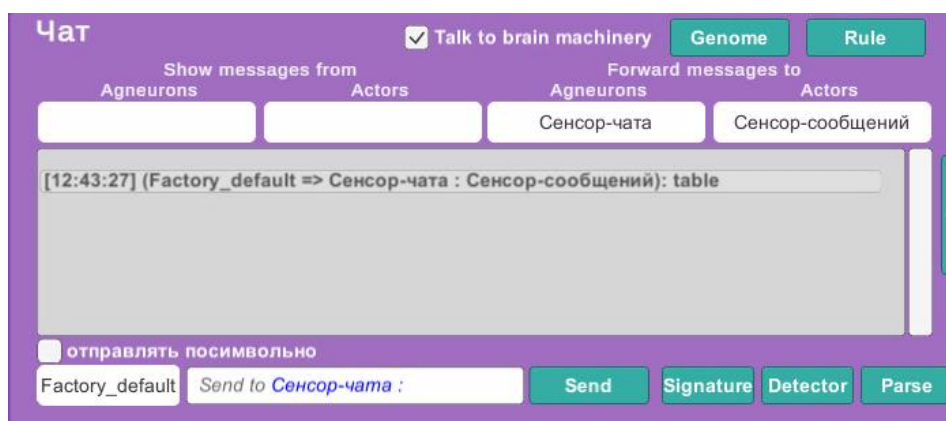 Чат
Talk to brain machinery Genome Rule
Show messages from Forward messages to
Agneurons Actors Agneurons Actors
Сенсор-чата Сенсор-сообщений
[12:43:27] (Factory_default => Сенсор-чата : Сенсор-сообщений): table
отправлять посимвольно
Factory_default Send to Сенсор-чата : Send Signature Detector Parse